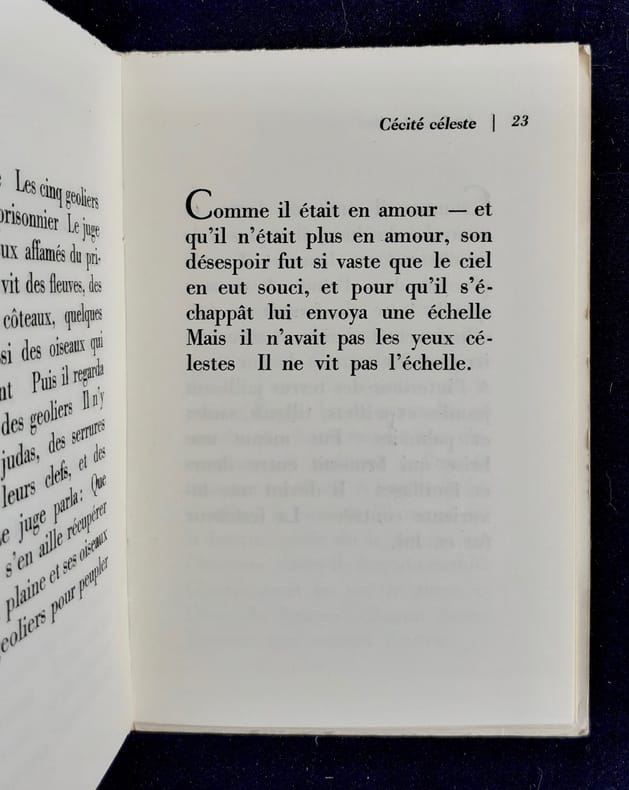 Les cinq geoliers
prisonnier Le juge
ux affamés du pri-
vit des fleuves, des
côteaux, quelques
si des oiseaux qui
nt Puis il regarda
des geoliers Il n'y
judas, des serrures
leurs clefs, et des
e juge parla: Que
s'en aille récupérer
plaine et ses oiseaux
geoliers pour peupler
Cécité céleste | 23
Comme il était en amour — et
qu'il n'était plus en amour, son
désespoir fut si vaste que le ciel
en eut souci, et pour qu'il s'é-
chappât lui envoya une échelle
Mais il n'avait pas les yeux cé-
lestes Il ne vit pas l'échelle.